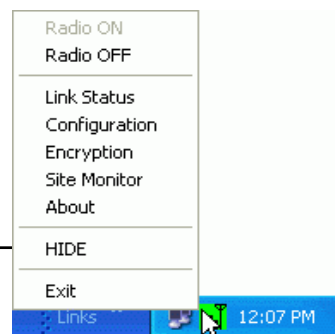 Radio ON
Radio OFF
Link Status
Configuration
Encryption
Site Monitor
About
HIDE
Exit
Links
12:07 PM